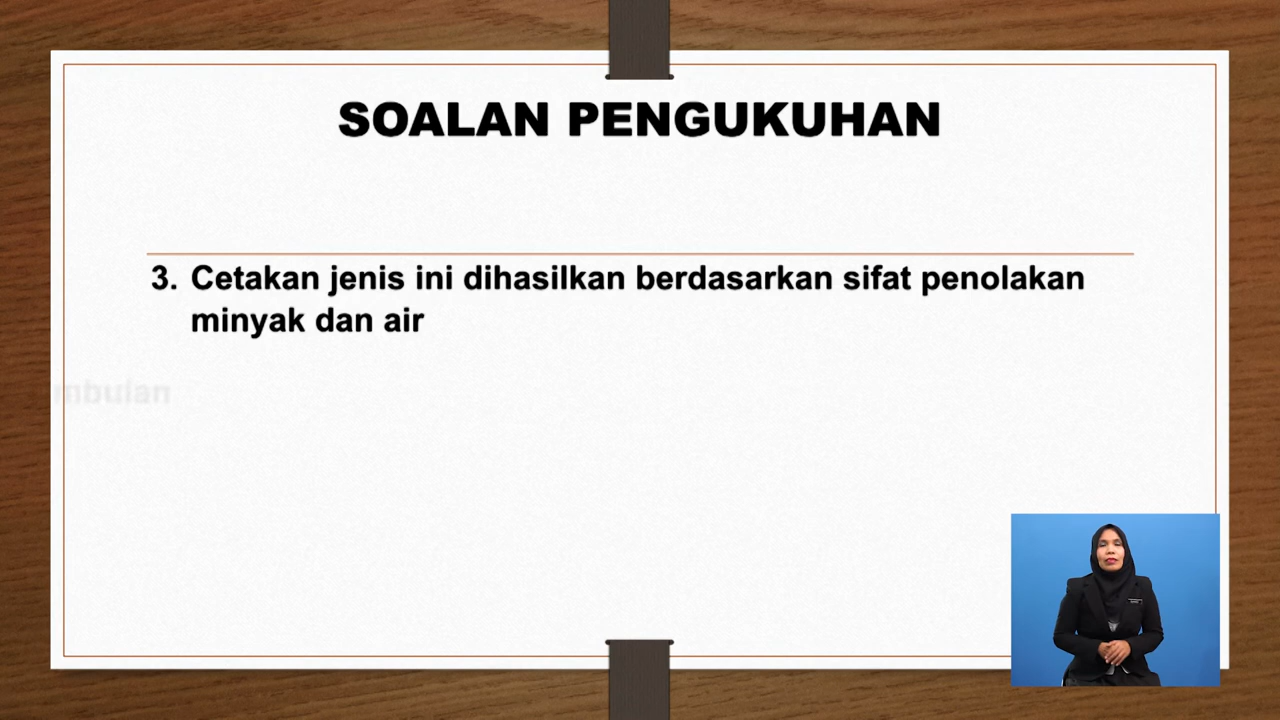 SOALAN PENGUKUHAN
3. Cetakan jenis ini dihasilkan berdasarkan sifat penolakan
minyak dan air
mbulan